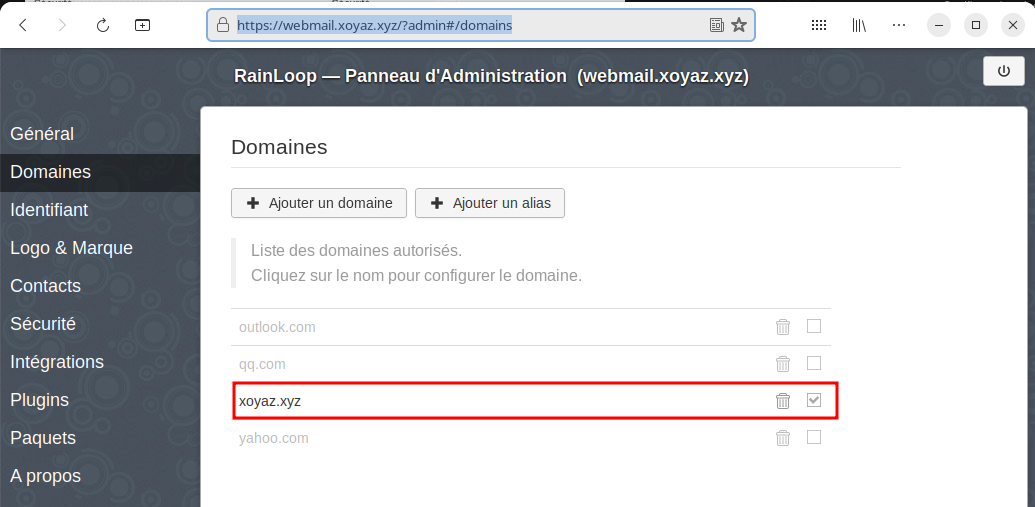 https://webmail.xoyaz.xyz/?admin#/domains
RainLoop — Panneau d'Administration (webmail.xoyaz.xyz)
Général
Domaines
Identifiant
Logo & Marque
Contacts
Sécurité
Intégrations
Plugins
Paquets
A propos
Domaines
Ajouter un domaine
Ajouter un alias
Liste des domaines autorisés.
Cliquez sur le nom pour configurer le domaine.
outlook.com
qq.com
xoyaz.xyz
yahoo.com